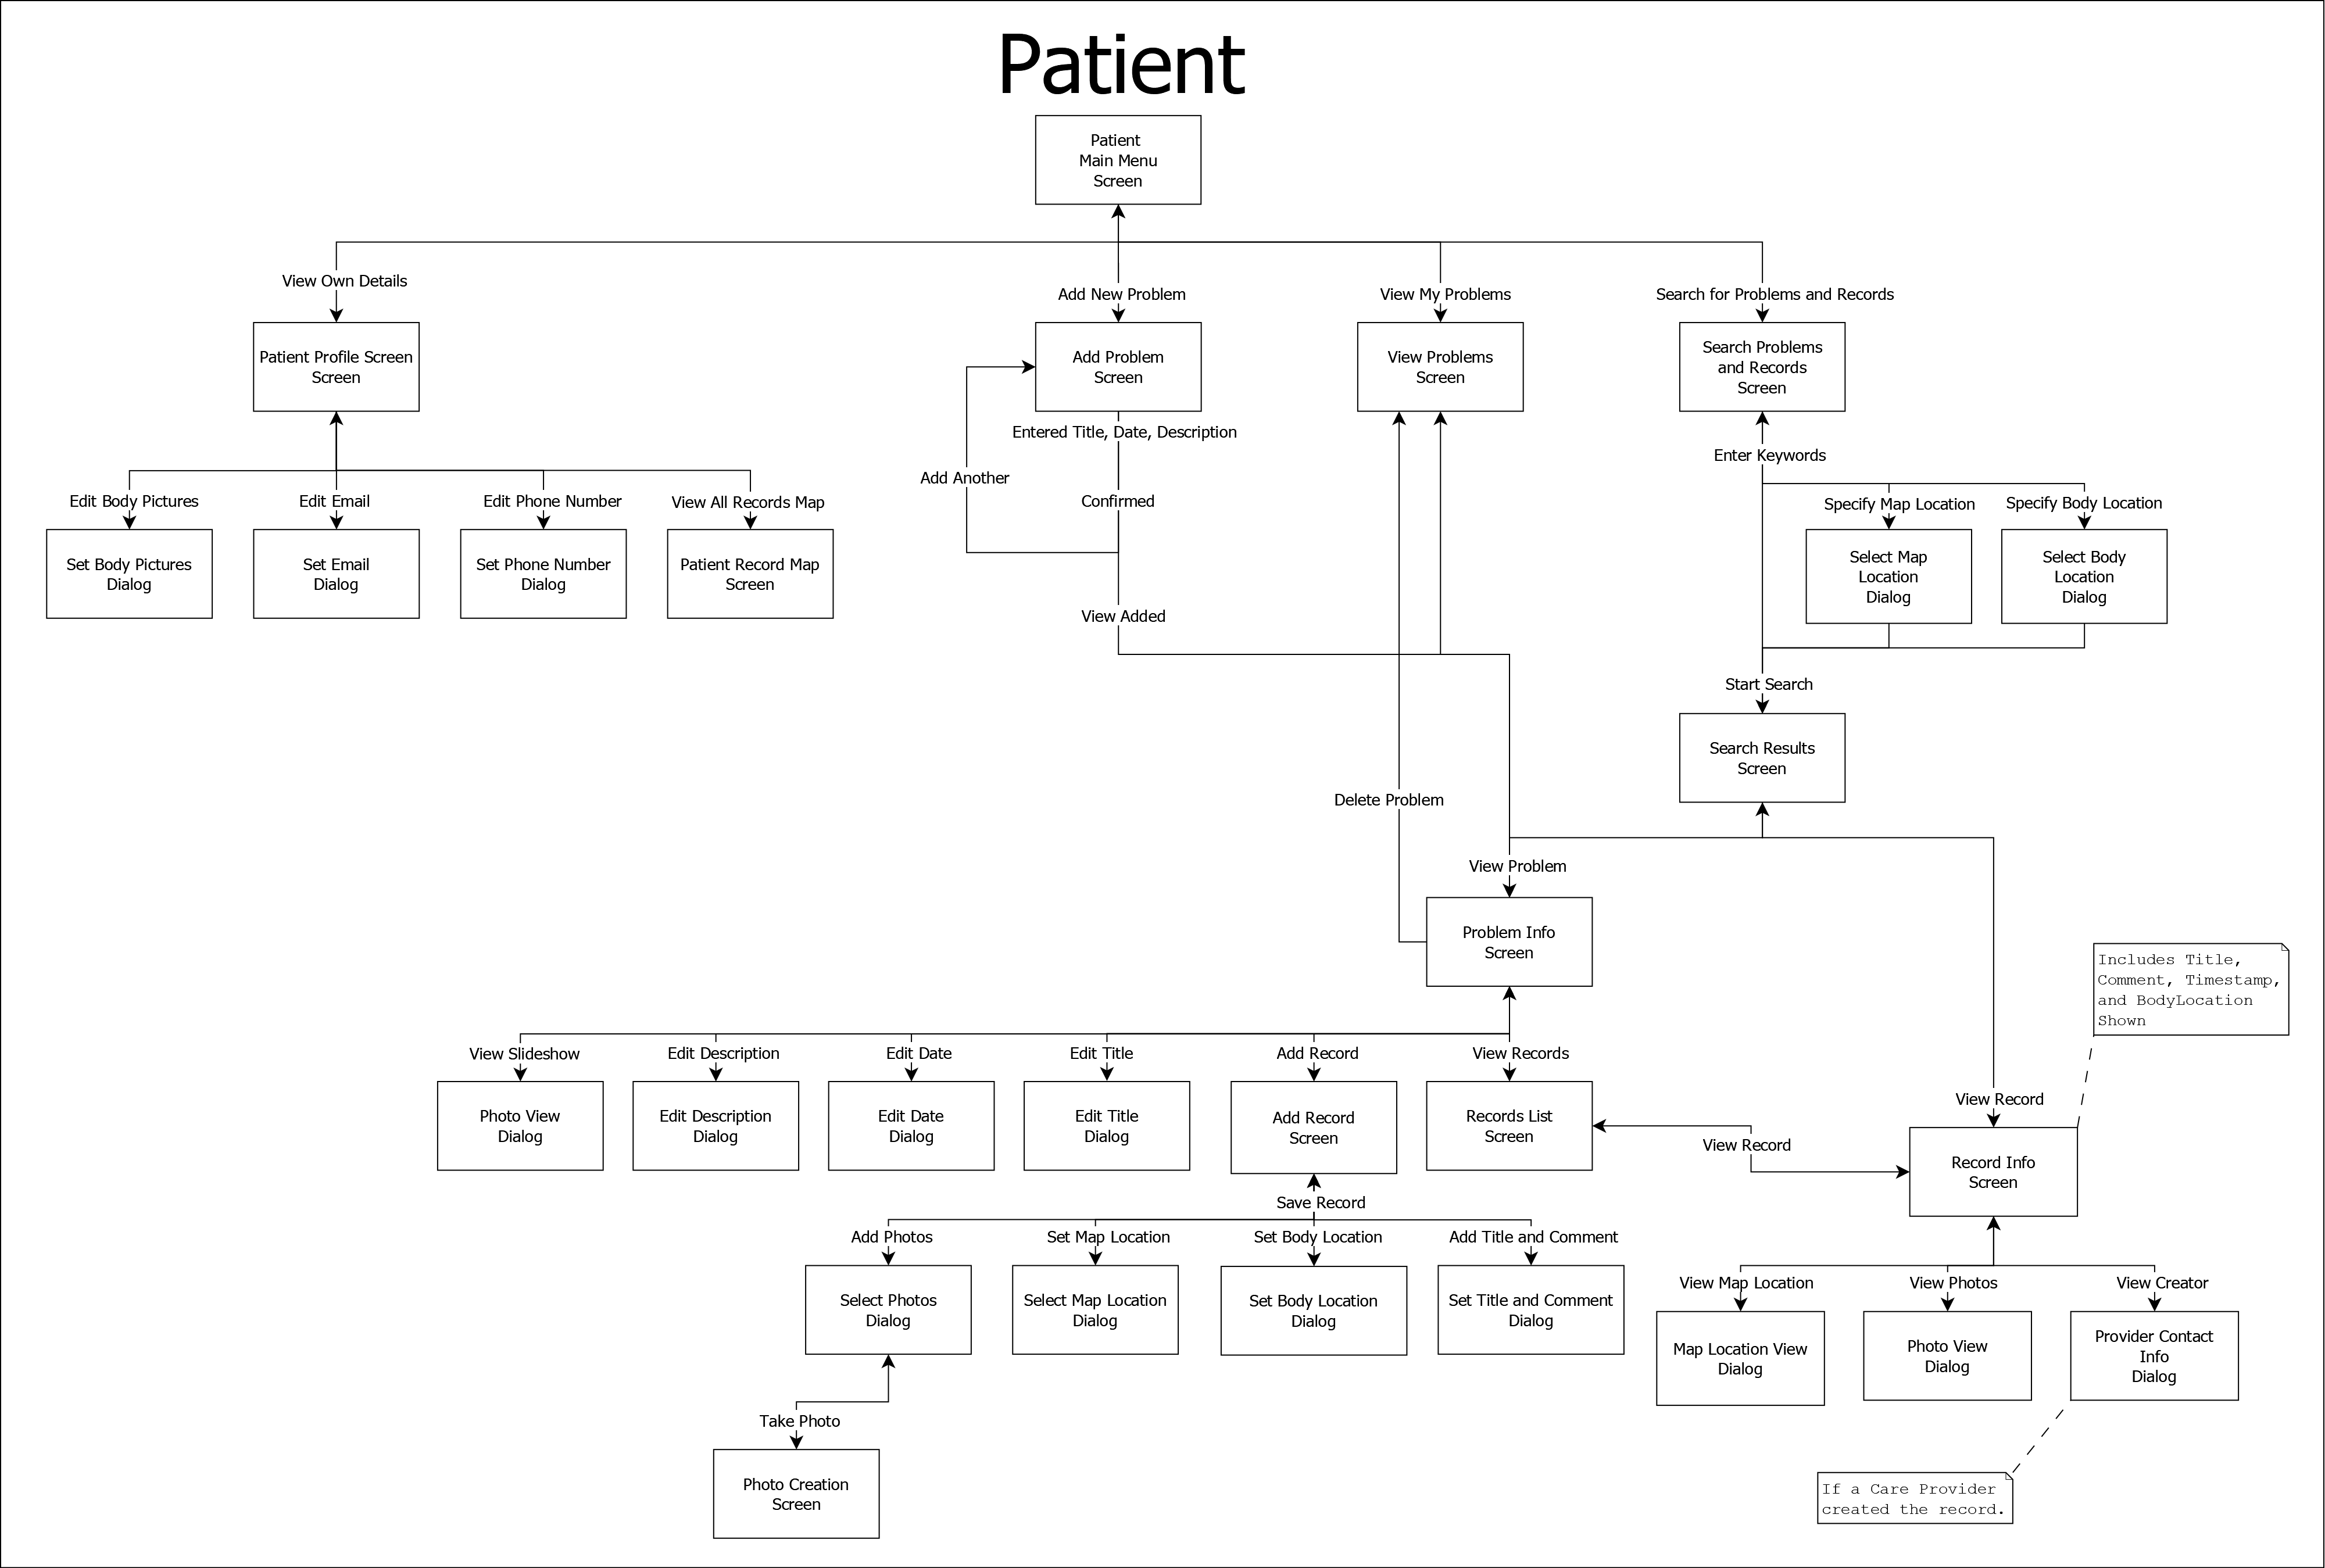 Patient
Patient
Main Menu
Screen
View Own Details
Add New Problem
View My Problems
Search for Problems and Records
Patient Profile Screen
Screen
Add Problem
Screen
View Problems
Screen
Search Problems
and Records
Screen
Entered Title, Date, Description
Enter Keywords
Add Another
Confirmed
Edit Body Pictures
Edit Email
Edit Phone Number
View All Records Map
Specify Map Location
Specify Body Location
Set Body Pictures
Dialog
Set Email
Dialog
Set Phone Number
Dialog
Patient Record Map
Screen
Select Map
Location
Dialog
Select Body
Location
Dialog
View Added
Start Search
Search Results
Screen
Delete Problem
View Problem
Problem Info
Screen
Includes Title,
Comment, Timestamp,
and BodyLocation
Shown
View Slideshow
Edit Description
Edit Date
Edit Title
Add Record
View Records
View Record
Photo View
Dialog
Edit Description
Dialog
Edit Date
Dialog
Edit Title
Dialog
Add Record
Screen
Records List
Screen
View Record
Record Info
Screen
Save Record
Add Photos
Set Map Location
Set Body Location
Add Title and Comment
View Map Location
View Photos
View Creator
Select Photos
Dialog
Select Map Location
Dialog
Set Body Location
Dialog
Set Title and Comment
Dialog
Map Location View
Dialog
Photo View
Dialog
Provider Contact
Info
Dialog
Take Photo
Photo Creation
Screen
If a Care Provider
created the record.